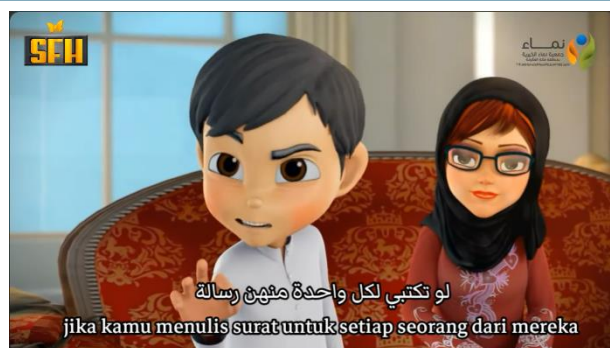 SFH
نماء
لو تكتبي لكل واحدة منهن رسالة
jika kamu menulis surat untuk setiap seorang dari mereka